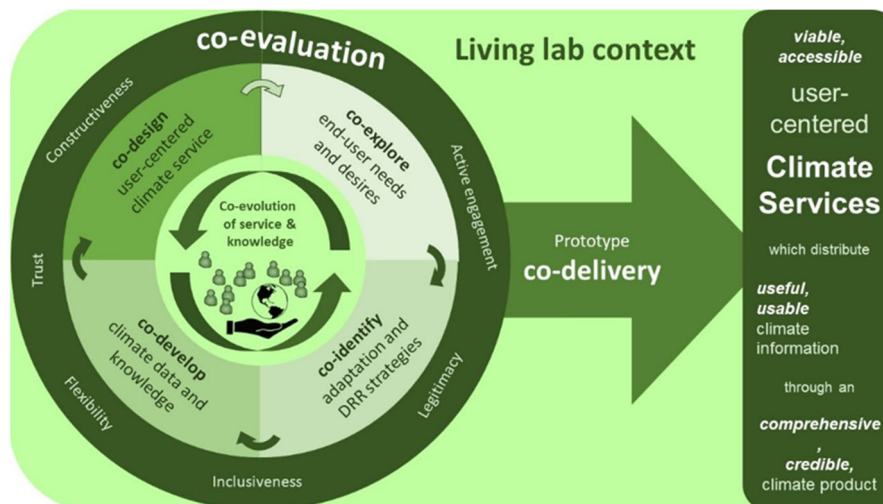 co-evaluation
Living lab context
Constructiveness
Active engagement
Legitimacy
Inclusiveness
Flexibility
Trust
co-design
user-centered
climate service
co-explore
end-user needs
and desires
co-identify
adaptation and
DRR strategies
co-develop
climate data and
knowledge
Co-evolution
of service &
knowledge
Prototype
co-delivery
viable,
accessible
user-
centered
Climate
Services
which distribute
useful,
usable
climate
information
through an
comprehensive
,
credible,
climate product